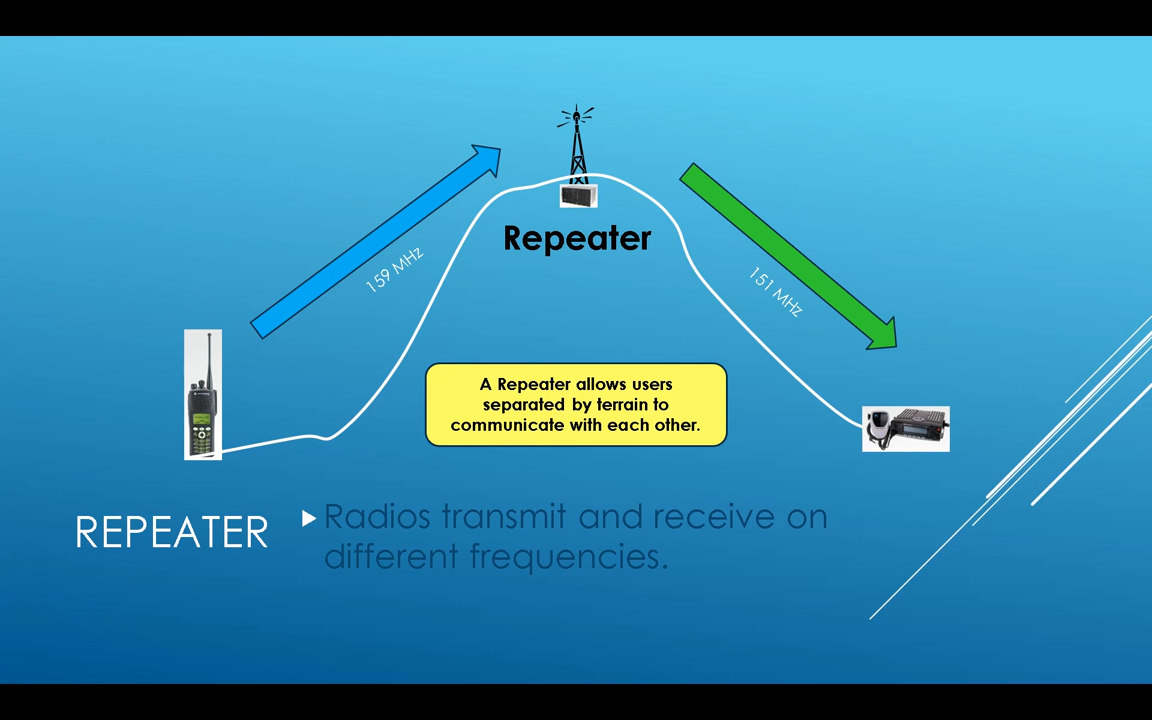 Repeater
159 MHz
151 MHz
A Repeater allows users
separated by terrain to
communicate with each other.
REPEATER
Radios transmit and receive on
different frequencies.